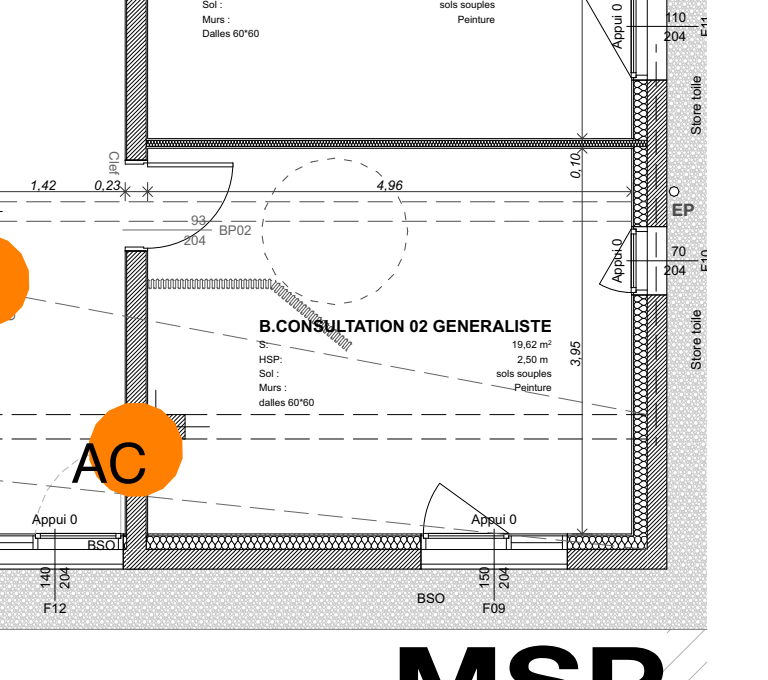 Sol : sols souples
Murs : Peinture
Dalles 60*60
Appui 0
110
204
F11
Store toile
Clef
1,42 0,23 4,96
0,10
EP
93
204
BP02
Appui 0
70
204
F10
B.CONSULTATION 02 GENERALISTE
S: 19,62 m²
HSP: 2,50 m
Sol : sols souples
Murs : Peinture
dalles 60*60
3,95
Store toile
AC
Appui 0
Appui 0
BSO
140
204
F12
BSO
150
204
F09
MSP